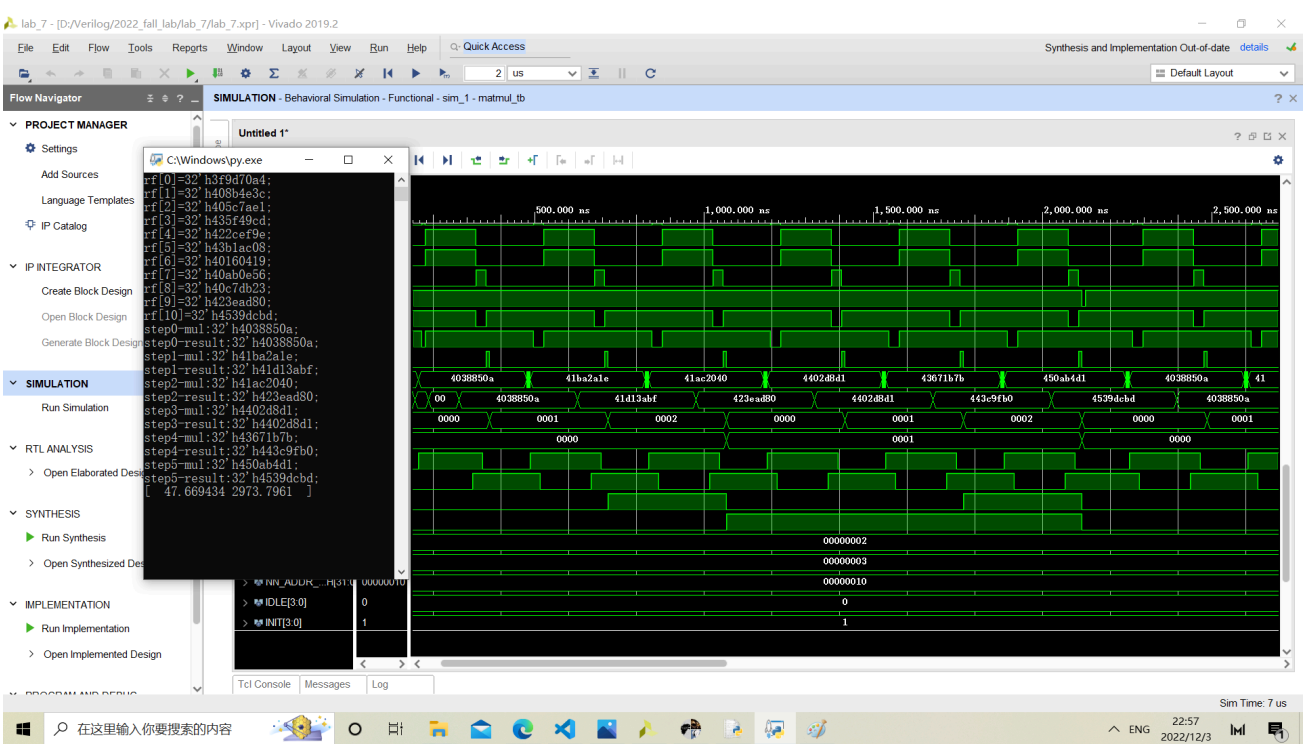 lab_7 - [D:/Verilog/2022_fall_lab/lab_7/lab_7.xpr] - Vivado 2019.2
File Edit Flow Tools Reports Window Layout View Run Help Quick Access
Synthesis and Implementation Out-of-date details
2 us
Default Layout
Flow Navigator
SIMULATION - Behavioral Simulation - Functional - sim_1 - matmul_tb
PROJECT MANAGER
Settings
Add Sources
Language Templates
IP Catalog
IP INTEGRATOR
Create Block Design
Open Block Design
Generate Block Design
SIMULATION
Run Simulation
RTL ANALYSIS
Open Elaborated Desi
SYNTHESIS
Run Synthesis
Open Synthesized Des
IMPLEMENTATION
Run Implementation
Open Implemented Design
PROGRAM AND DEBUG
Untitled 1*
C:\Windows\py.exe
rf[0]=32'h3f9d70a4;
rf[1]=32'h408b4e3c;
rf[2]=32'h405c7ae1;
rf[3]=32'h435f49cd;
rf[4]=32'h422cef9e;
rf[5]=32'h43b1ac08;
rf[6]=32'h40160419;
rf[7]=32'h40ab0e56;
rf[8]=32'h40c7db23;
rf[9]=32'h423ead80;
rf[10]=32'h4539dcbd;
step0-mul:32'h4038850a;
step0-result:32'h4038850a;
step1-mul:32'h41ba2a1e;
step1-result:32'h41d13abf;
step2-mul:32'h41ac2040;
step2-result:32'h423ead80;
step3-mul:32'h4402d8d1;
step3-result:32'h4402d8d1;
step4-mul:32'h43671b7b;
step4-result:32'h443c9fb0;
step5-mul:32'h450ab4d1;
step5-result:32'h4539dcbd;
[ 47.669434 2973.7961 ]
500.000 ns 1,000.000 ns 1,500.000 ns 2,000.000 ns 2,500.000 ns
4038850a 41ba2a1e 41ac2040 4402d8d1 43671b7b 450ab4d1 4038850a 41
00 4038850a 41d13abf 423ead80 4402d8d1 443c9fb0 4539dcbd 4038850a
0000 0001 0002 0000 0001 0002 0000 0001
0000 0001 0000
00000002
00000003
NN_ADDR_...H[31:0 00000010 00000010
IDLE[3:0] 0 0
INIT[3:0] 1 1
Tcl Console Messages Log
Sim Time: 7 us
在这里输入你要搜索的内容
ENG
22:57
2022/12/3
1